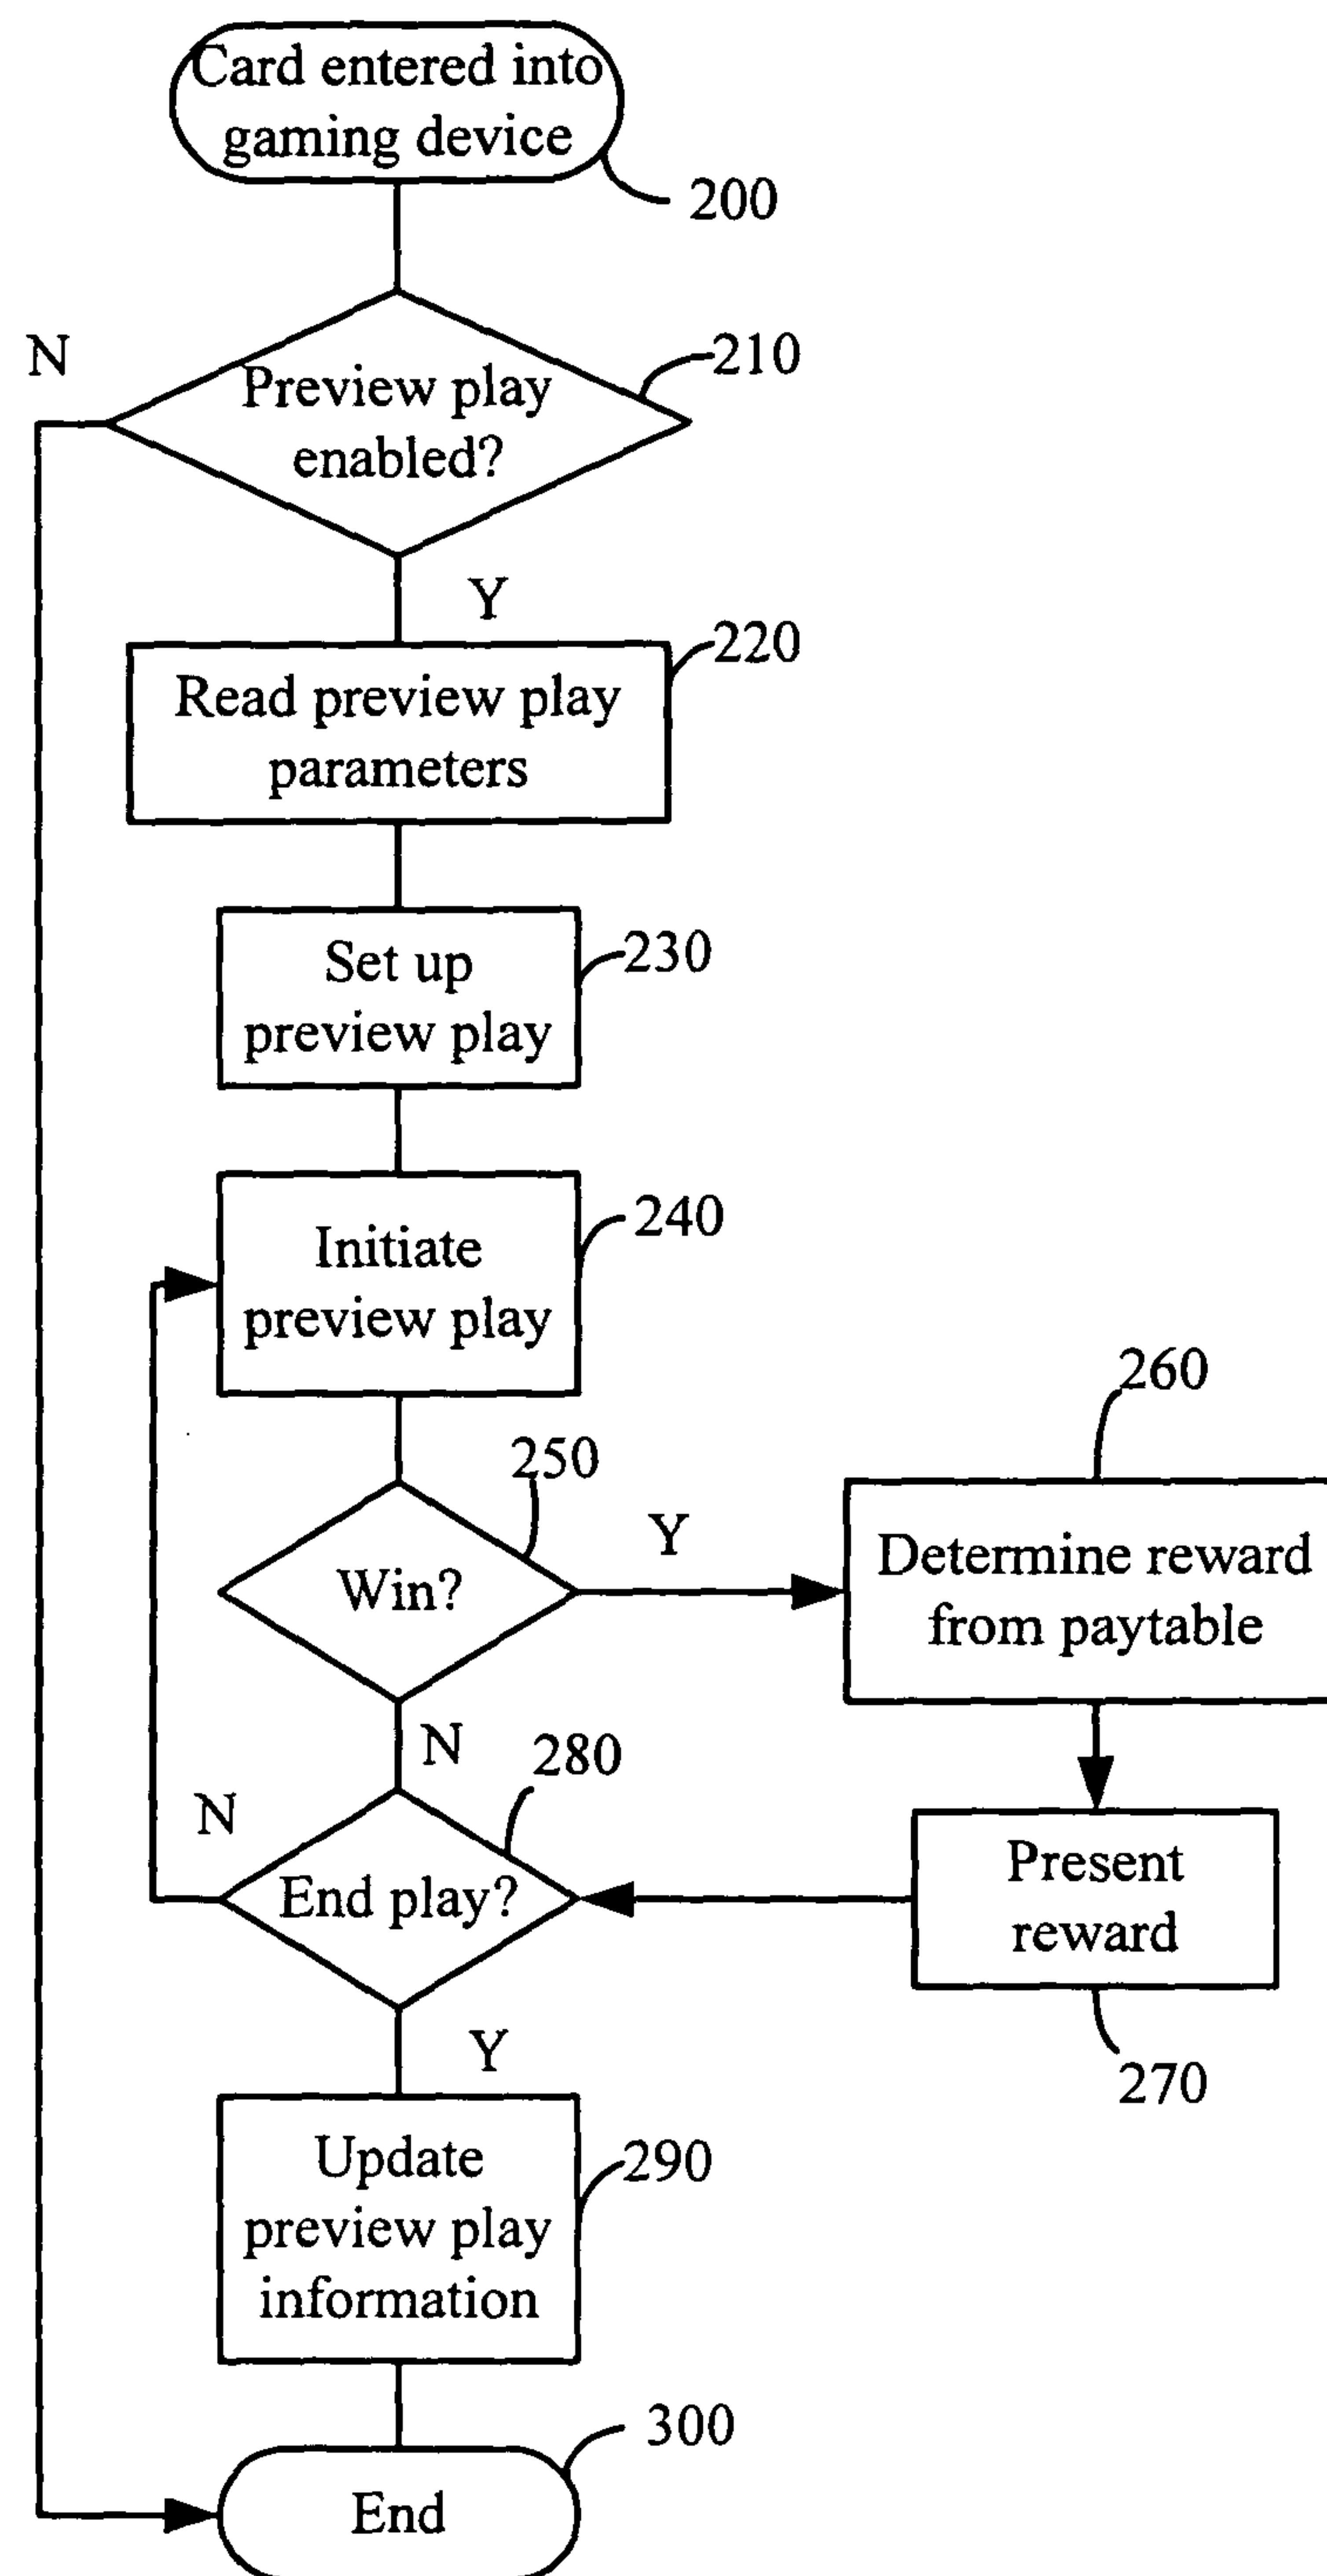 Card entered into
gaming device
200
N
210
Preview play
enabled?
Y
220
Read preview play
parameters
230
Set up
preview play
240
Initiate
preview play
260
250
Y
Determine reward
from paytable
Win?
N
280
N
Present
reward
End play?
Y
270
Update
preview play
information
290
300
End